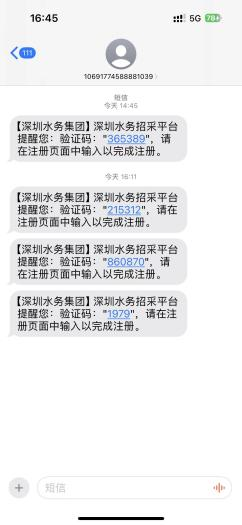 16:45
5G
78
111
10691774588881039
短信
今天 14:45
【深圳水务集团】深圳水务招采平台
提醒您：验证码："365389"，请
在注册页面中输入以完成注册。
今天 16:11
【深圳水务集团】深圳水务招采平台
提醒您：验证码："215312"，请在
注册页面中输入以完成注册。
【深圳水务集团】深圳水务招采平台
提醒您：验证码："860870"，请
在注册页面中输入以完成注册。
【深圳水务集团】深圳水务招采平台
提醒您：验证码："1979"，请在注
册页面中输入以完成注册。
短信